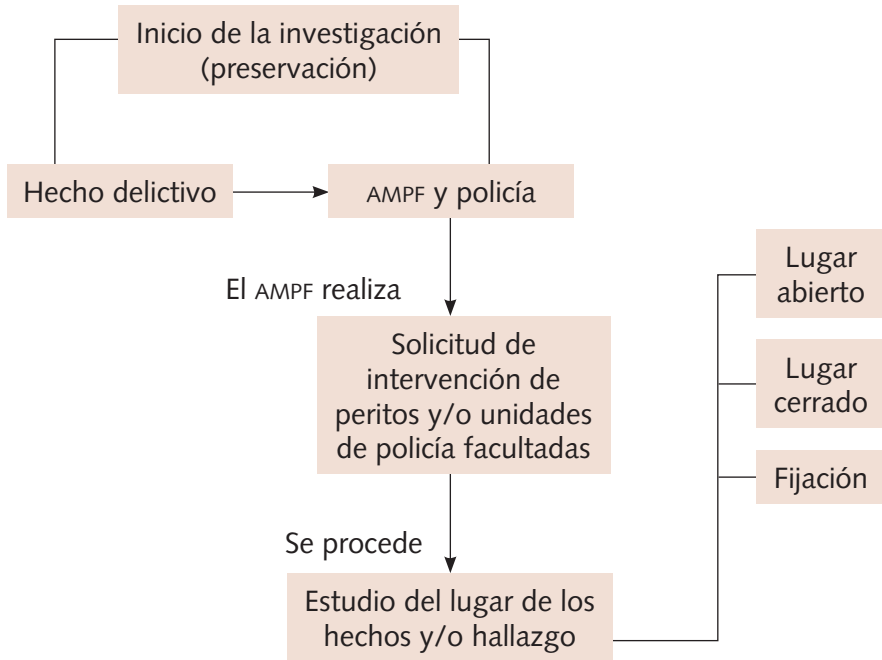 Inicio de la investigación
(preservación)
Hecho delictivo
AMPF y policía
El AMPF realiza
Solicitud de
intervención de
peritos y/o unidades
de policía facultadas
Se procede
Estudio del lugar de los
hechos y/o hallazgo
Lugar
abierto
Lugar
cerrado
Fijación